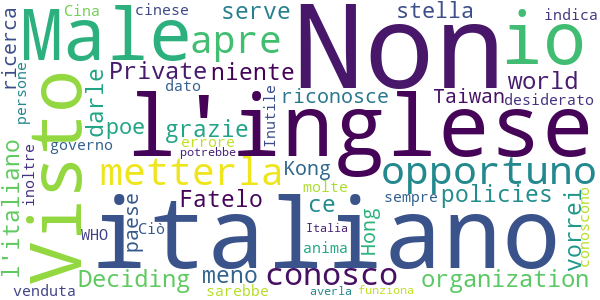 Cina cinese serve stella indica
ricerca persone Male apre Non io
Private niente riconosce world
Visto darle dato Inutile Taiwan desiderato
poe grazie l'inglese
governo errore potrebbe
l'italiano inoltre metterla Kong opportuno
molte
WHO paese Ciò italiano Fatelo ce Hong policies sempre vorrei conoscono
Italia
anima
Deciding meno conosco organization
venduta sarebbe averla funziona